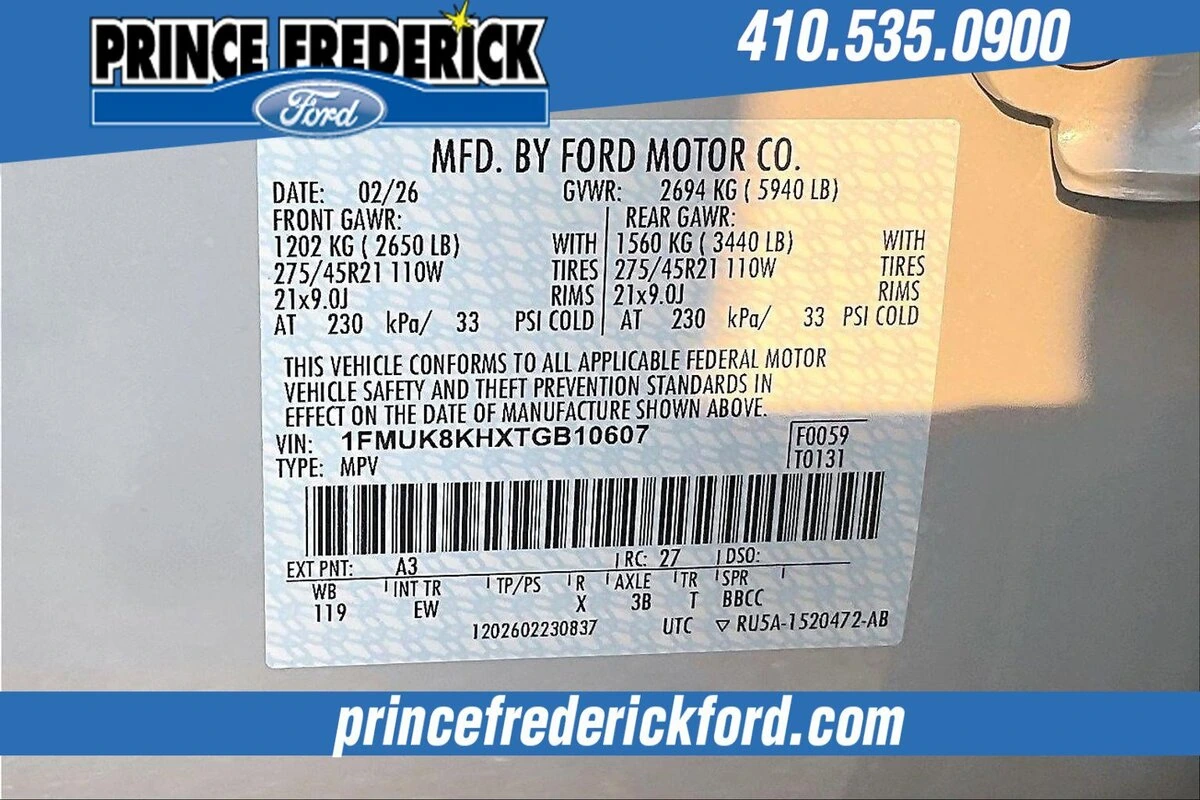 PRINCE FREDERICK
Ford
410.535.0900
MFD. BY FORD MOTOR CO.
DATE: 02/26 GVWR: 2694 KG ( 5940 LB)
FRONT GAWR: REAR GAWR:
1202 KG ( 2650 LB) WITH 1560 KG ( 3440 LB) WITH
275/45R21 110W TIRES 275/45R21 110W TIRES
21x9.0J RIMS 21x9.0J RIMS
AT 230 kPa/ 33 PSI COLD AT 230 kPa/ 33 PSI COLD
THIS VEHICLE CONFORMS TO ALL APPLICABLE FEDERAL MOTOR
VEHICLE SAFETY AND THEFT PREVENTION STANDARDS IN
EFFECT ON THE DATE OF MANUFACTURE SHOWN ABOVE.
VIN: 1FMUK8KHXTGB10607 F0059
TYPE: MPV T0131
EXT PNT: A3 RC: 27 DSO:
WB INT TR TP/PS R AXLE TR SPR
119 EW X 3B T BBCC
1202602230837 UTC ▽ RU5A-1520472-AB
princefrederickford.com